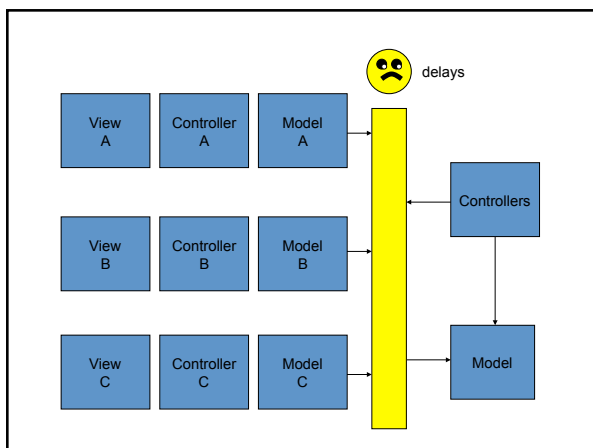 delays
View
A
Controller
A
Model
A
Controllers
View
B
Controller
B
Model
B
View
C
Controller
C
Model
C
Model